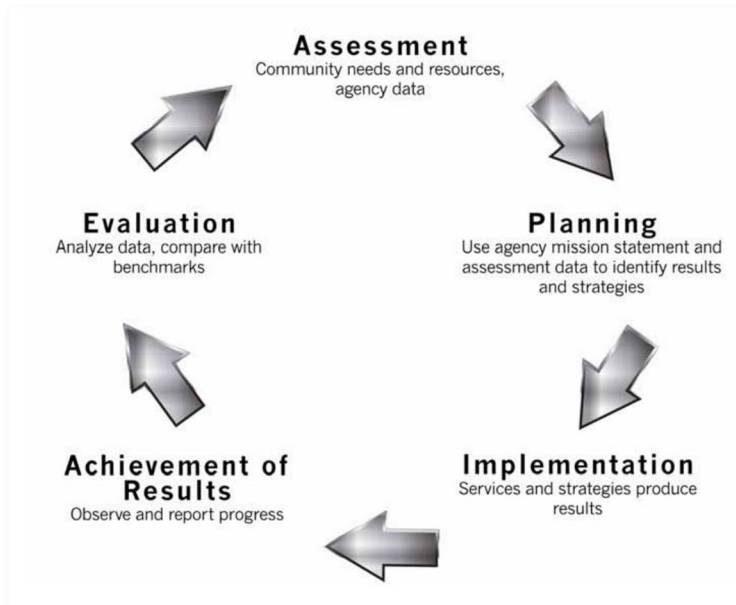 Assessment
Community needs and resources,
agency data
Planning
Use agency mission statement and
assessment data to identify results
and strategies
Implementation
Services and strategies produce
results
Achievement of
Results
Observe and report progress
Evaluation
Analyze data, compare with
benchmarks